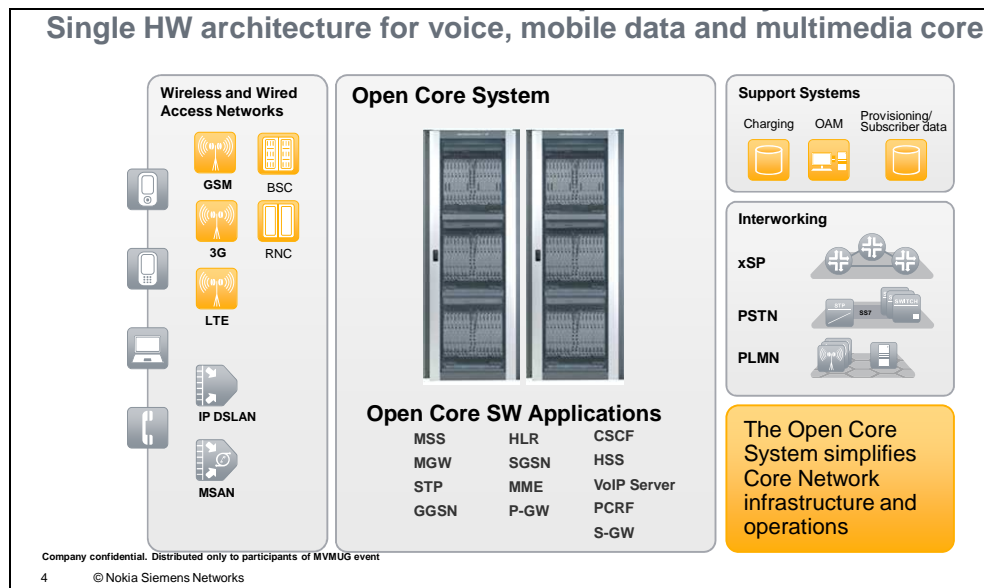 Single HW architecture for voice, mobile data and multimedia core
Wireless and Wired
Access Networks
GSM
BSC
3G
RNC
LTE
IP DSLAN
MSAN
Open Core System
Open Core SW Applications
MSS
HLR
CSCF
MGW
SGSN
HSS
STP
MME
VoIP Server
GGSN
P-GW
PCRF
S-GW
Support Systems
Charging
OAM
Provisioning/
Subscriber data
Interworking
xSP
PSTN
STP
SS7
SWITCH
PLMN
The Open Core
System simplifies
Core Network
infrastructure and
operations
Company confidential. Distributed only to participants of MVMUG event
4 © Nokia Siemens Networks